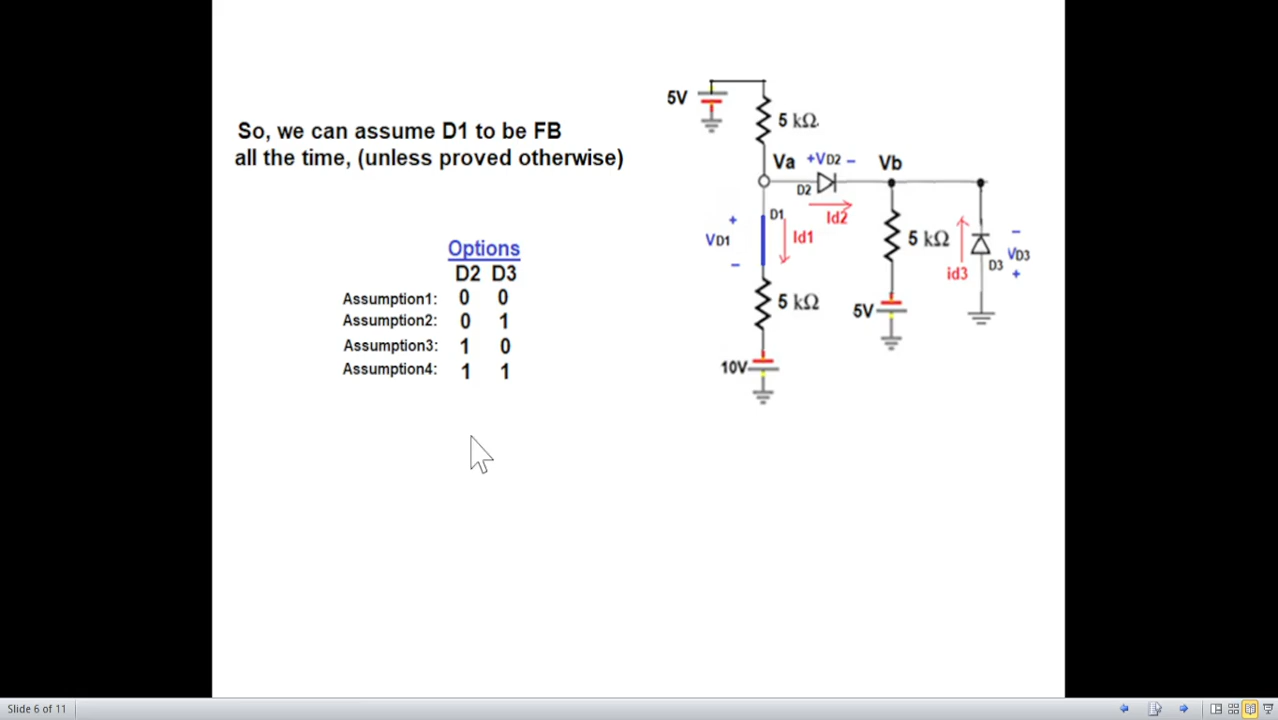 So, we can assume D1 to be FB
all the time, (unless proved otherwise)
Options
D2 D3
Assumption1: 0 0
Assumption2: 0 1
Assumption3: 1 0
Assumption4: 1 1
5V
5 kΩ.
Va +VD2 – Vb
D2
Id2
+
VD1
–
D1
Id1
5 kΩ
10V
5 kΩ
5V
id3
D3
–
VD3
+
Slide 6 of 11